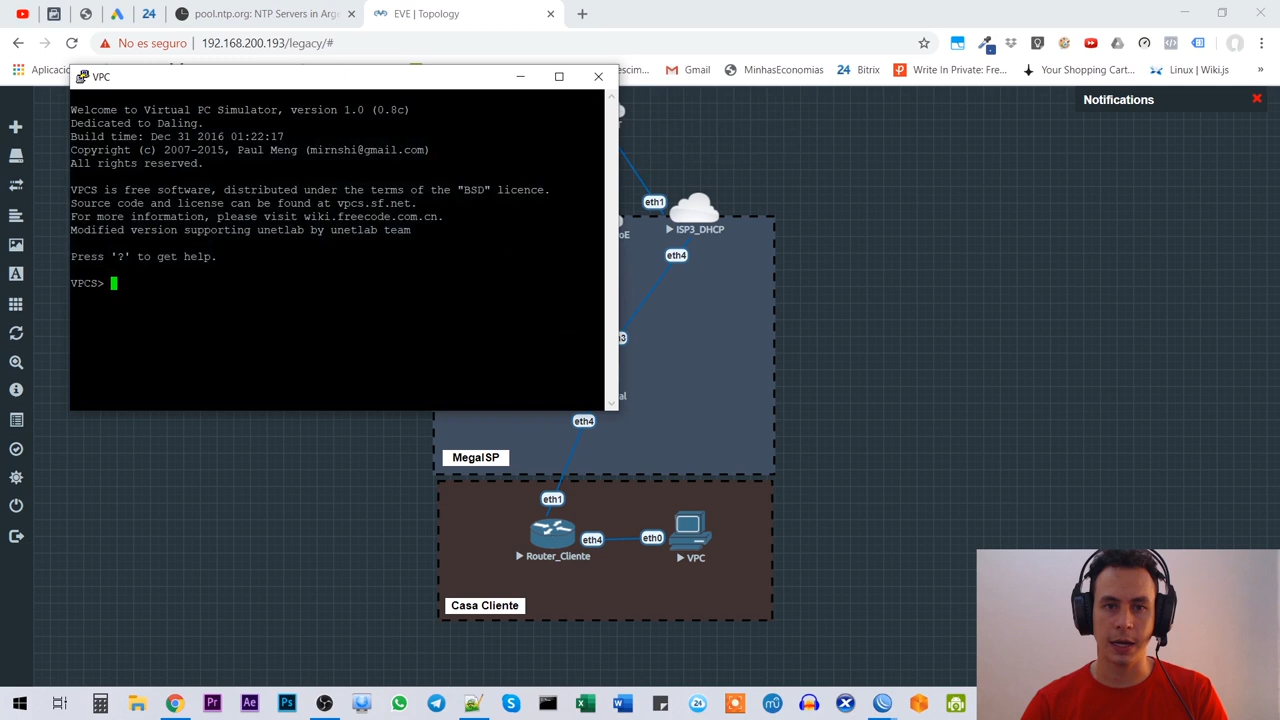 pool.ntp.org: NTP Servers in Arge
EVE | Topology
No es seguro
192.168.200.193/legacy/#
Aplicacio
escim...
Gmail
MinhasEconomias
24 Bitrix
Write In Private: Fre...
Your Shopping Cart...
Linux | Wiki.js
»
VPC
Notifications
Welcome to Virtual PC Simulator, version 1.0 (0.8c)
Dedicated to Daling.
Build time: Dec 31 2016 01:22:17
Copyright (c) 2007-2015, Paul Meng (mirnshi@gmail.com)
All rights reserved.
VPCS is free software, distributed under the terms of the "BSD" licence.
Source code and license can be found at vpcs.sf.net.
For more information, please visit wiki.freecode.com.cn.
Modified version supporting unetlab by unetlab team
Press '?' to get help.
VPCS>
eth1
oE
ISP3_DHCP
eth4
al
eth4
MegaISP
eth1
eth4
eth0
Router_Cliente
VPC
Casa Cliente